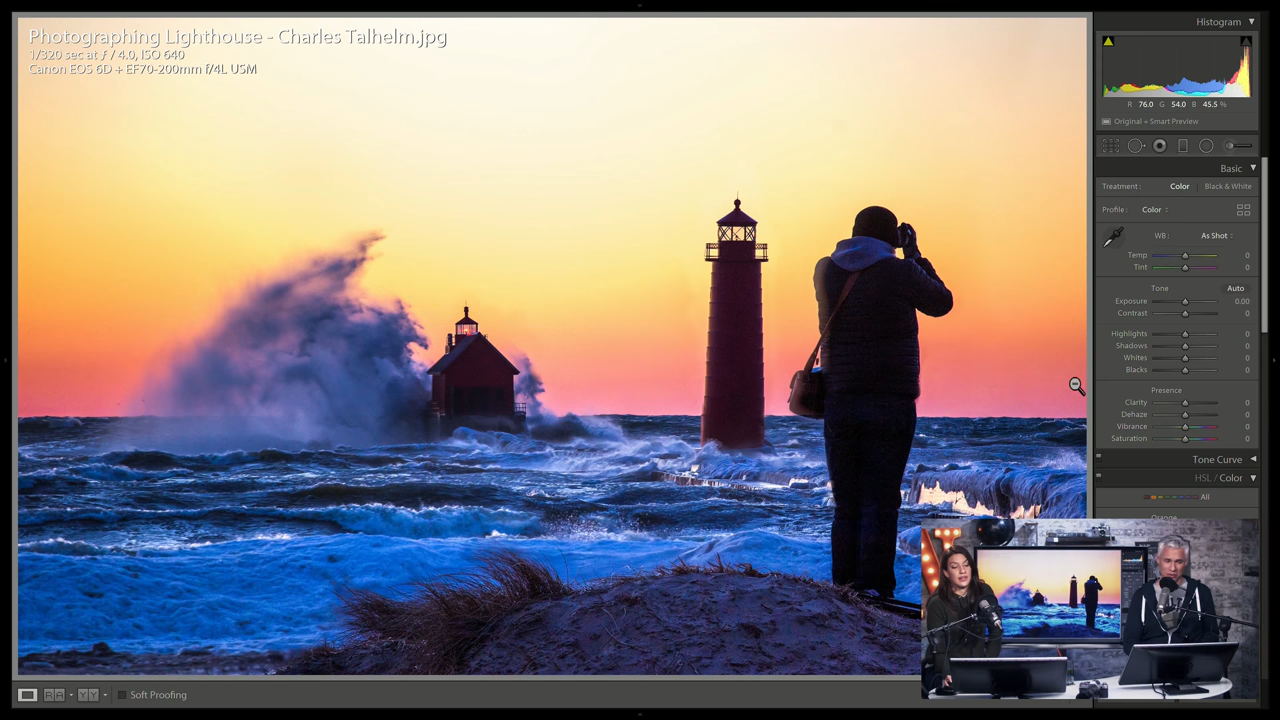 Photographing Lighthouse - Charles Talhelm.jpg
1/320 sec at ƒ / 4.0, ISO 640
Canon EOS 6D + EF70-200mm f/4L USM
Histogram
R 76.0 G 54.0 B 45.5 %
Original + Smart Preview
Basic
Treatment: Color Black & White
Profile: Color
WB: As Shot
Temp 0
Tint 0
Tone Auto
Exposure 0.00
Contrast 0
Highlights 0
Shadows 0
Whites 0
Blacks 0
Presence
Clarity 0
Dehaze 0
Vibrance 0
Saturation 0
Tone Curve
HSL / Color
All
Orange
R A Y Y Soft Proofing